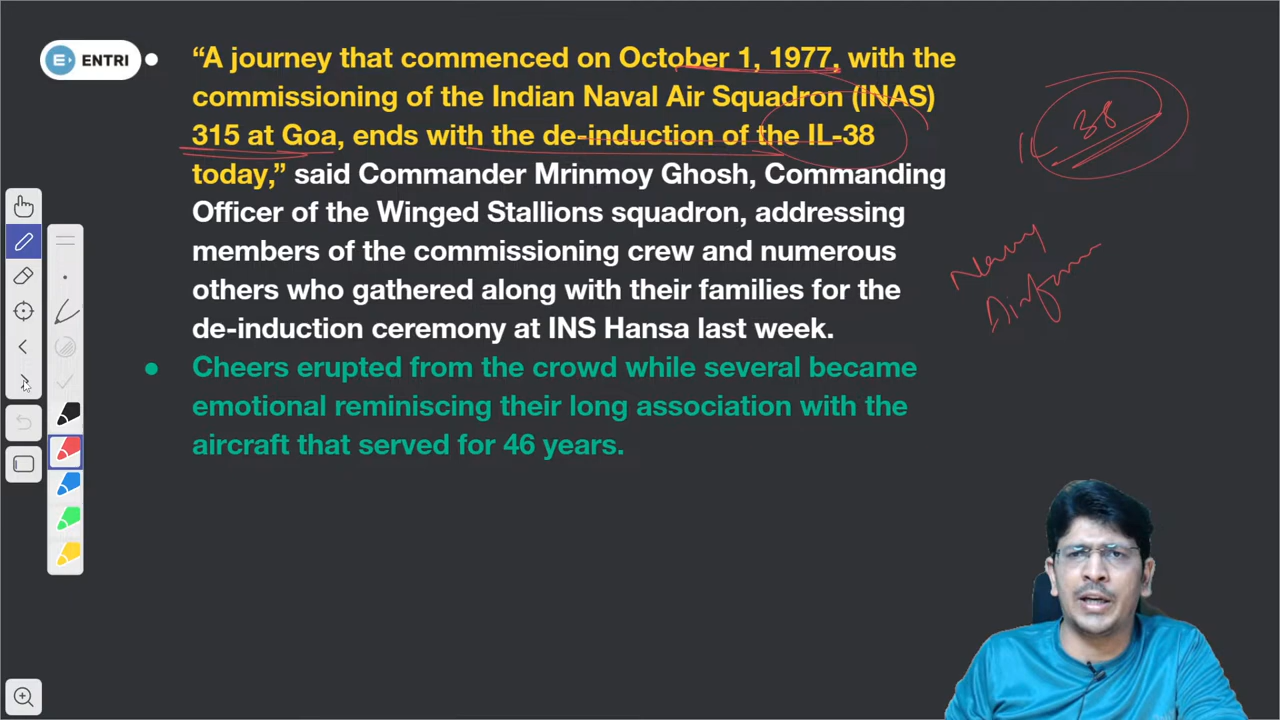 ENTRI
“A journey that commenced on October 1, 1977, with the
commissioning of the Indian Naval Air Squadron (INAS)
315 at Goa, ends with the de-induction of the IL-38
today,” said Commander Mrinmoy Ghosh, Commanding
Officer of the Winged Stallions squadron, addressing
members of the commissioning crew and numerous
others who gathered along with their families for the
de-induction ceremony at INS Hansa last week.
Cheers erupted from the crowd while several became
emotional reminiscing their long association with the
aircraft that served for 46 years.
38
Navy